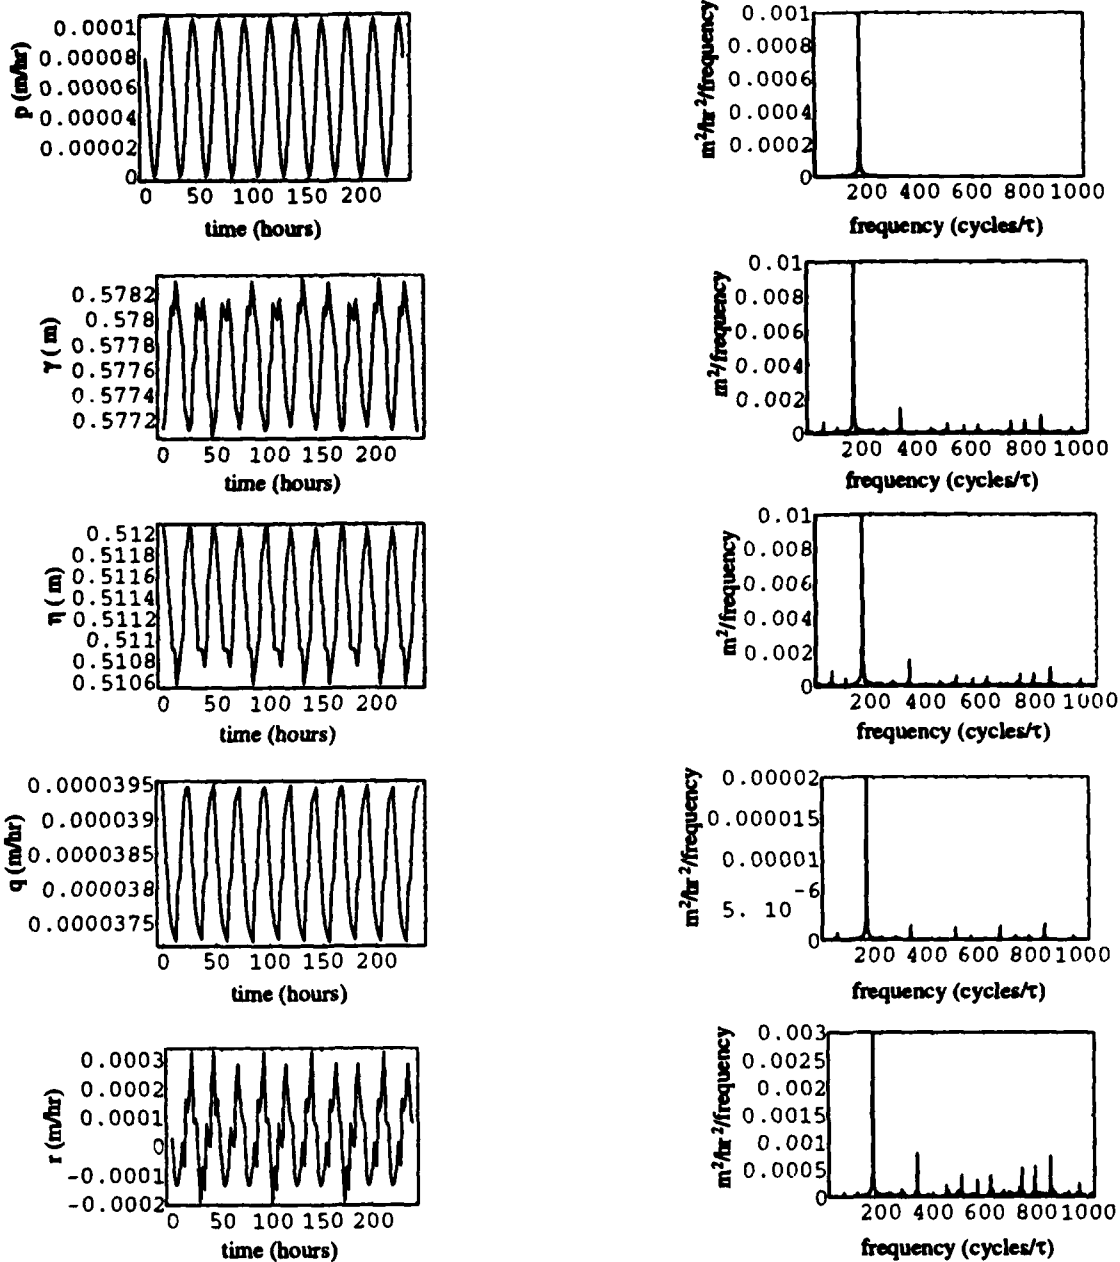 p (m/hr)
0.0001
0.00008
0.00006
0.00004
0.00002
0
0 50 100 150 200
time (hours)
m²/hr²/frequency
0.001
0.0008
0.0006
0.0004
0.0002
0
200 400 600 800 1000
frequency (cycles/τ)
γ ( m)
0.5782
0.578
0.5778
0.5776
0.5774
0.5772
0 50 100 150 200
time (hours)
m²/frequency
0.01
0.008
0.006
0.004
0.002
0
200 400 600 800 1000
frequency (cycles/τ)
η ( m)
0.512
0.5118
0.5116
0.5114
0.5112
0.511
0.5108
0.5106
0 50 100 150 200
time (hours)
m²/frequency
0.01
0.008
0.006
0.004
0.002
0
200 400 600 800 1000
frequency (cycles/τ)
q (m/hr)
0.0000395
0.000039
0.0000385
0.000038
0.0000375
0 50 100 150 200
time (hours)
m²/hr²/frequency
0.00002
0.000015
0.00001
-6
5. 10
0
200 400 600 800 1000
frequency (cycles/τ)
r (m/hr)
0.0003
0.0002
0.0001
0
-0.0001
-0.0002
0 50 100 150 200
time (hours)
m²/hr²/frequency
0.003
0.0025
0.002
0.0015
0.001
0.0005
0
200 400 600 800 1000
frequency (cycles/τ)